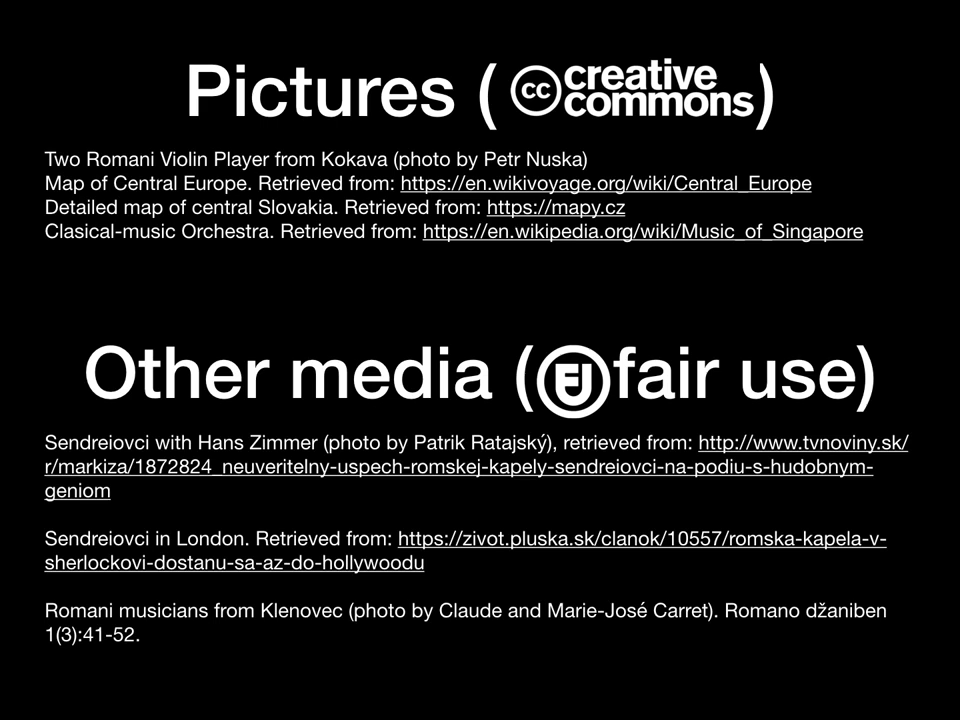 Pictures (cc creative commons)
Two Romani Violin Player from Kokava (photo by Petr Nuska)
Map of Central Europe. Retrieved from: https://en.wikivoyage.org/wiki/Central_Europe
Detailed map of central Slovakia. Retrieved from: https://mapy.cz
Clasical-music Orchestra. Retrieved from: https://en.wikipedia.org/wiki/Music_of_Singapore
Other media (FU fair use)
Sendreiovci with Hans Zimmer (photo by Patrik Ratajský), retrieved from: http://www.tvnoviny.sk/
r/markiza/1872824_neuveritelny-uspech-romskej-kapely-sendreiovci-na-podiu-s-hudobnym-
geniom
Sendreiovci in London. Retrieved from: https://zivot.pluska.sk/clanok/10557/romska-kapela-v-
sherlockovi-dostanu-sa-az-do-hollywoodu
Romani musicians from Klenovec (photo by Claude and Marie-José Carret). Romano džaniben
1(3):41-52.